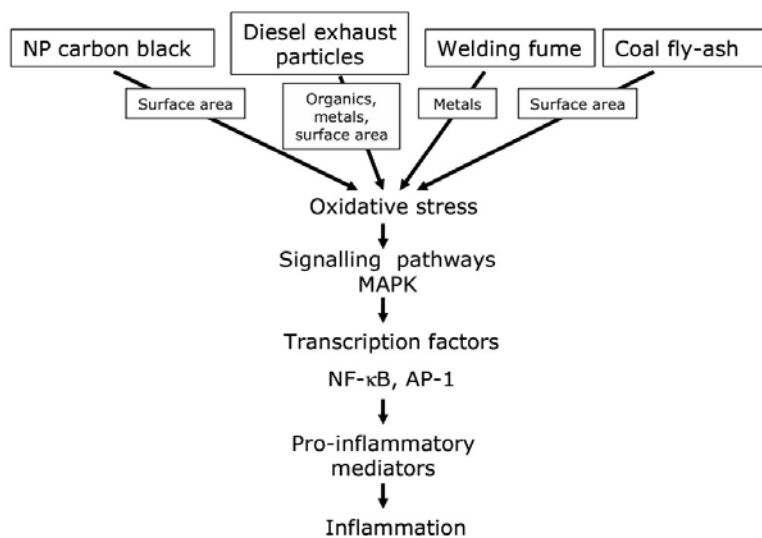 NP carbon black
Diesel exhaust
particles
Welding fume
Coal fly-ash
Surface area
Organics,
metals,
surface area
Metals
Surface area
Oxidative stress
Signalling pathways
MAPK
Transcription factors
NF-κB, AP-1
Pro-inflammatory
mediators
Inflammation